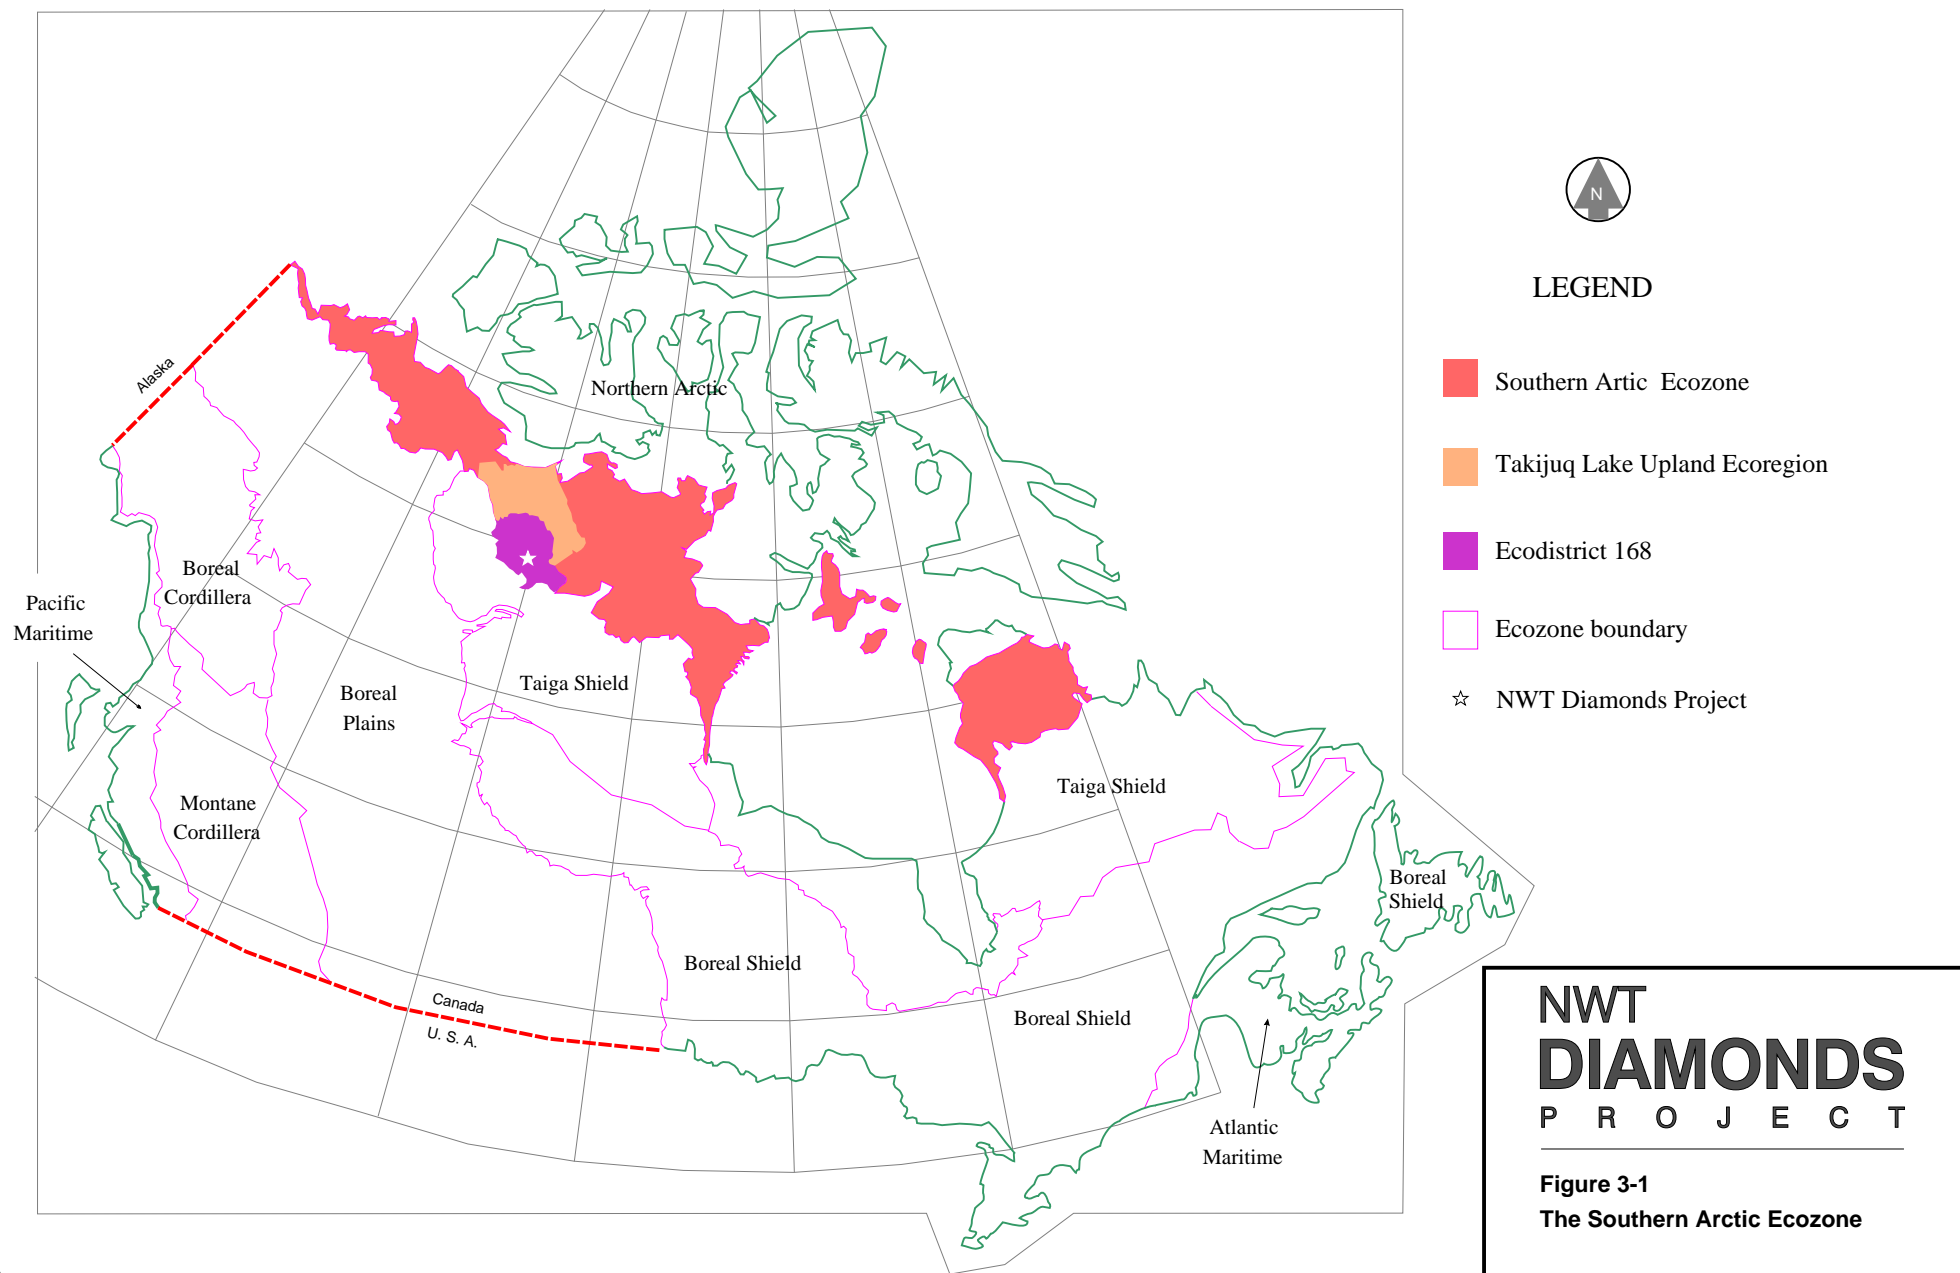 N
LEGEND
Southern Artic Ecozone
Takijuq Lake Upland Ecoregion
Ecodistrict 168
Ecozone boundary
NWT Diamonds Project
Alaska
Northern Arctic
Boreal
Cordillera
Pacific
Maritime
Boreal
Plains
Taiga Shield
Montane
Cordillera
Taiga Shield
Boreal
Shield
Boreal Shield
Boreal Shield
Canada
U. S. A.
Atlantic
Maritime
NWT
DIAMONDS
PROJECT
Figure 3-1
The Southern Arctic Ecozone